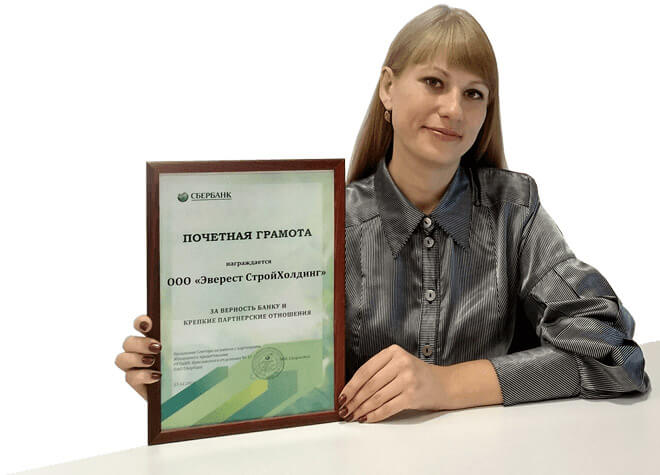 СБЕРБАНК
ПОЧЕТНАЯ ГРАМОТА
награждается
ООО «Эверест СтройХолдинг»
ЗА ВЕРНОСТЬ БАНКУ И
КРЕПКИЕ ПАРТНЕРСКИЕ ОТНОШЕНИЯ